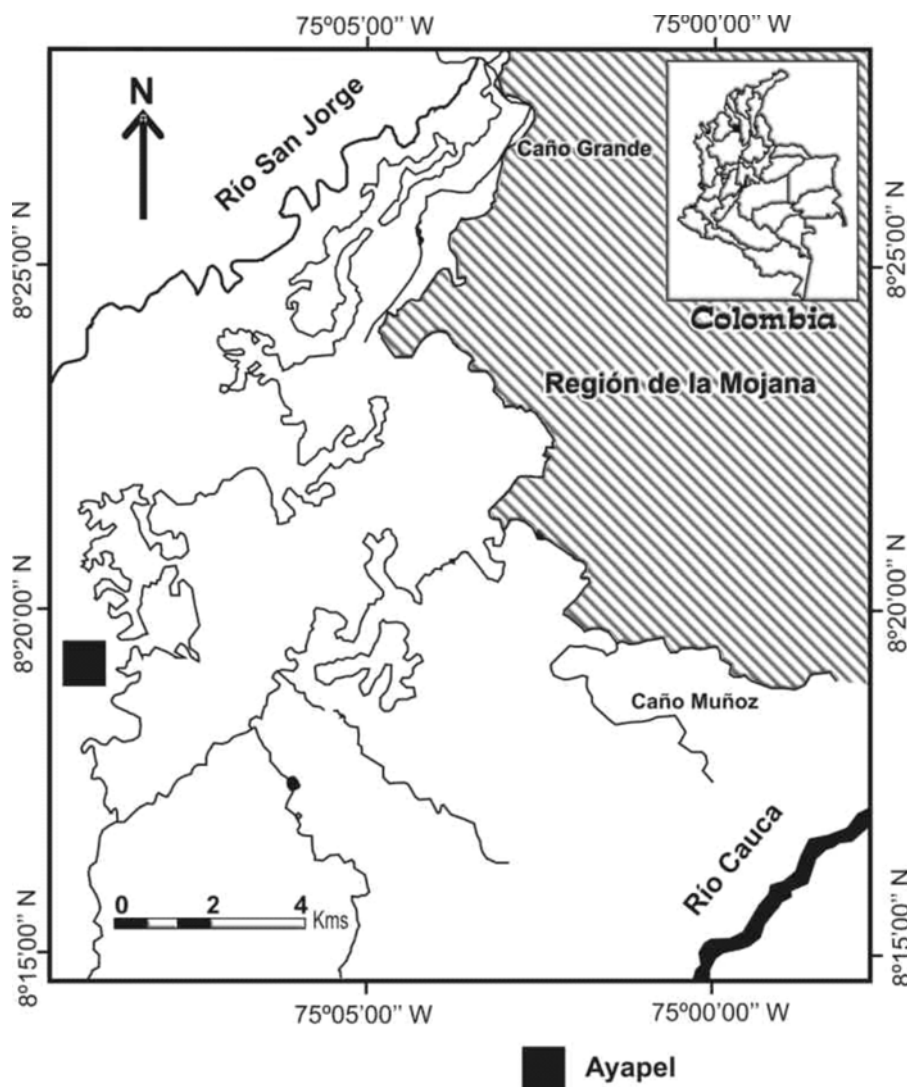 75º05'00’’ W
75º00'00’’ W
N
Río San Jorge
Caño Grande
Colombia
8º25'00’’ N
8º25'00’’ N
Región de la Mojana
8º20'00’’ N
8º20'00’’ N
Caño Muñoz
Río Cauca
0 2 4
Kms
8º15'00’’ N
8º15'00’’ N
75º05'00’’ W
75º00'00’’ W
Ayapel